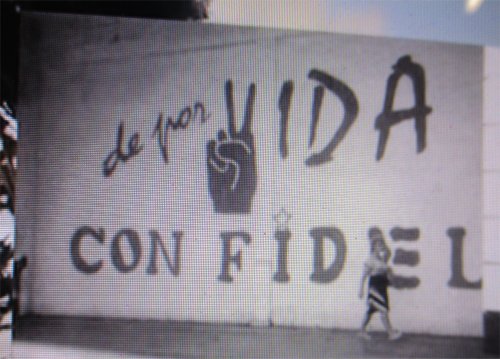 de por VIDA
CON FIDEL